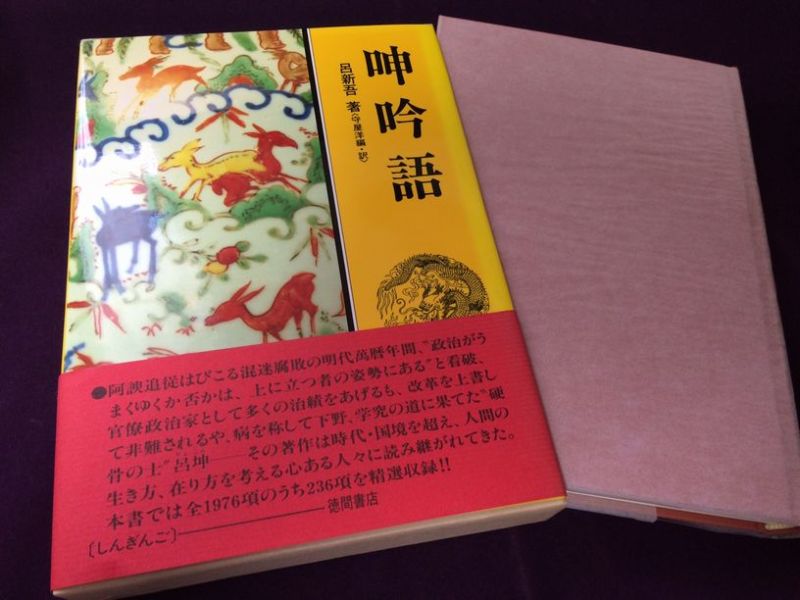 呻吟語
呂新吾 著
〈守屋洋編・訳〉
●阿諛追従はびこる混迷腐敗の明代萬暦年間、“政治がう
まくゆくか否かは、上に立つ者の姿勢にある”と看破、
官僚政治家として多くの治績をあげるも、改革を上書し
て非難されるや、病を称して下野、学究の道に果てた“硬
骨の士”呂坤――その著作は時代・国境を超え、人間の
生き方、在り方を考える心ある人々に読み継がれてきた。
本書では全1976項のうち236項を精選収録!!
〔しんぎんご〕――徳間書店